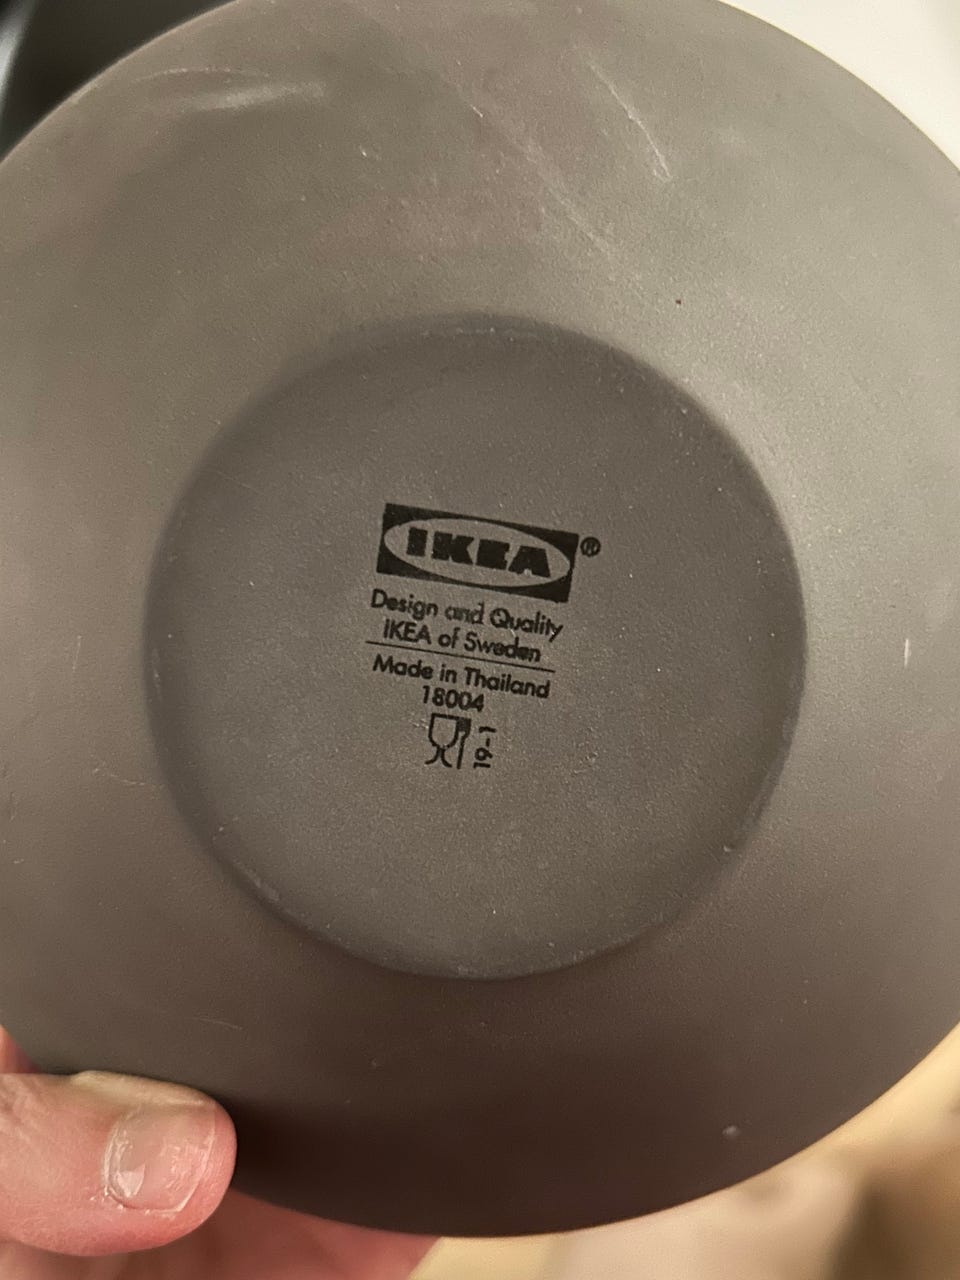 IKEA®
Design and Quality
IKEA of Sweden
Made in Thailand
18004
19-1